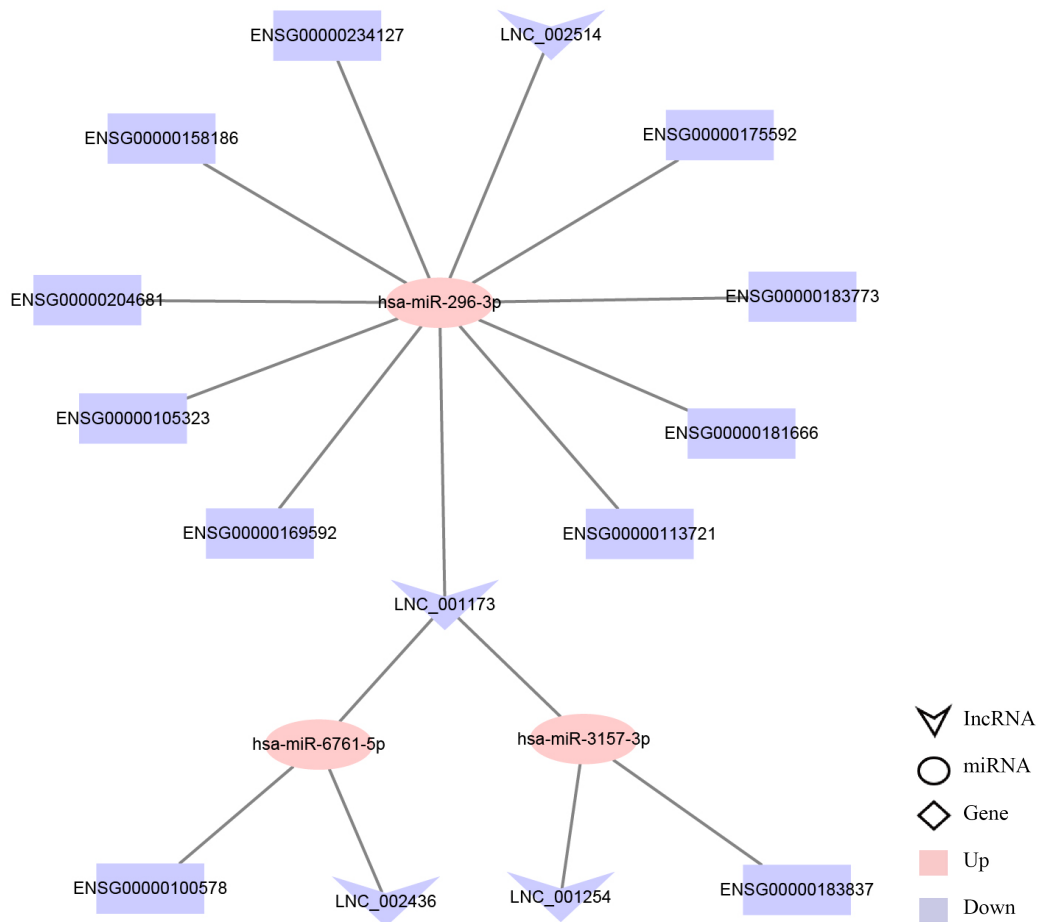 ENSG00000234127
LNC_002514
ENSG00000158186
ENSG00000175592
ENSG00000204681
hsa-miR-296-3p
ENSG00000183773
ENSG00000105323
ENSG00000181666
ENSG00000169592
ENSG00000113721
LNC_001173
hsa-miR-6761-5p
hsa-miR-3157-3p
ENSG00000100578
LNC_002436
LNC_001254
ENSG00000183837
lncRNA
miRNA
Gene
Up
Down